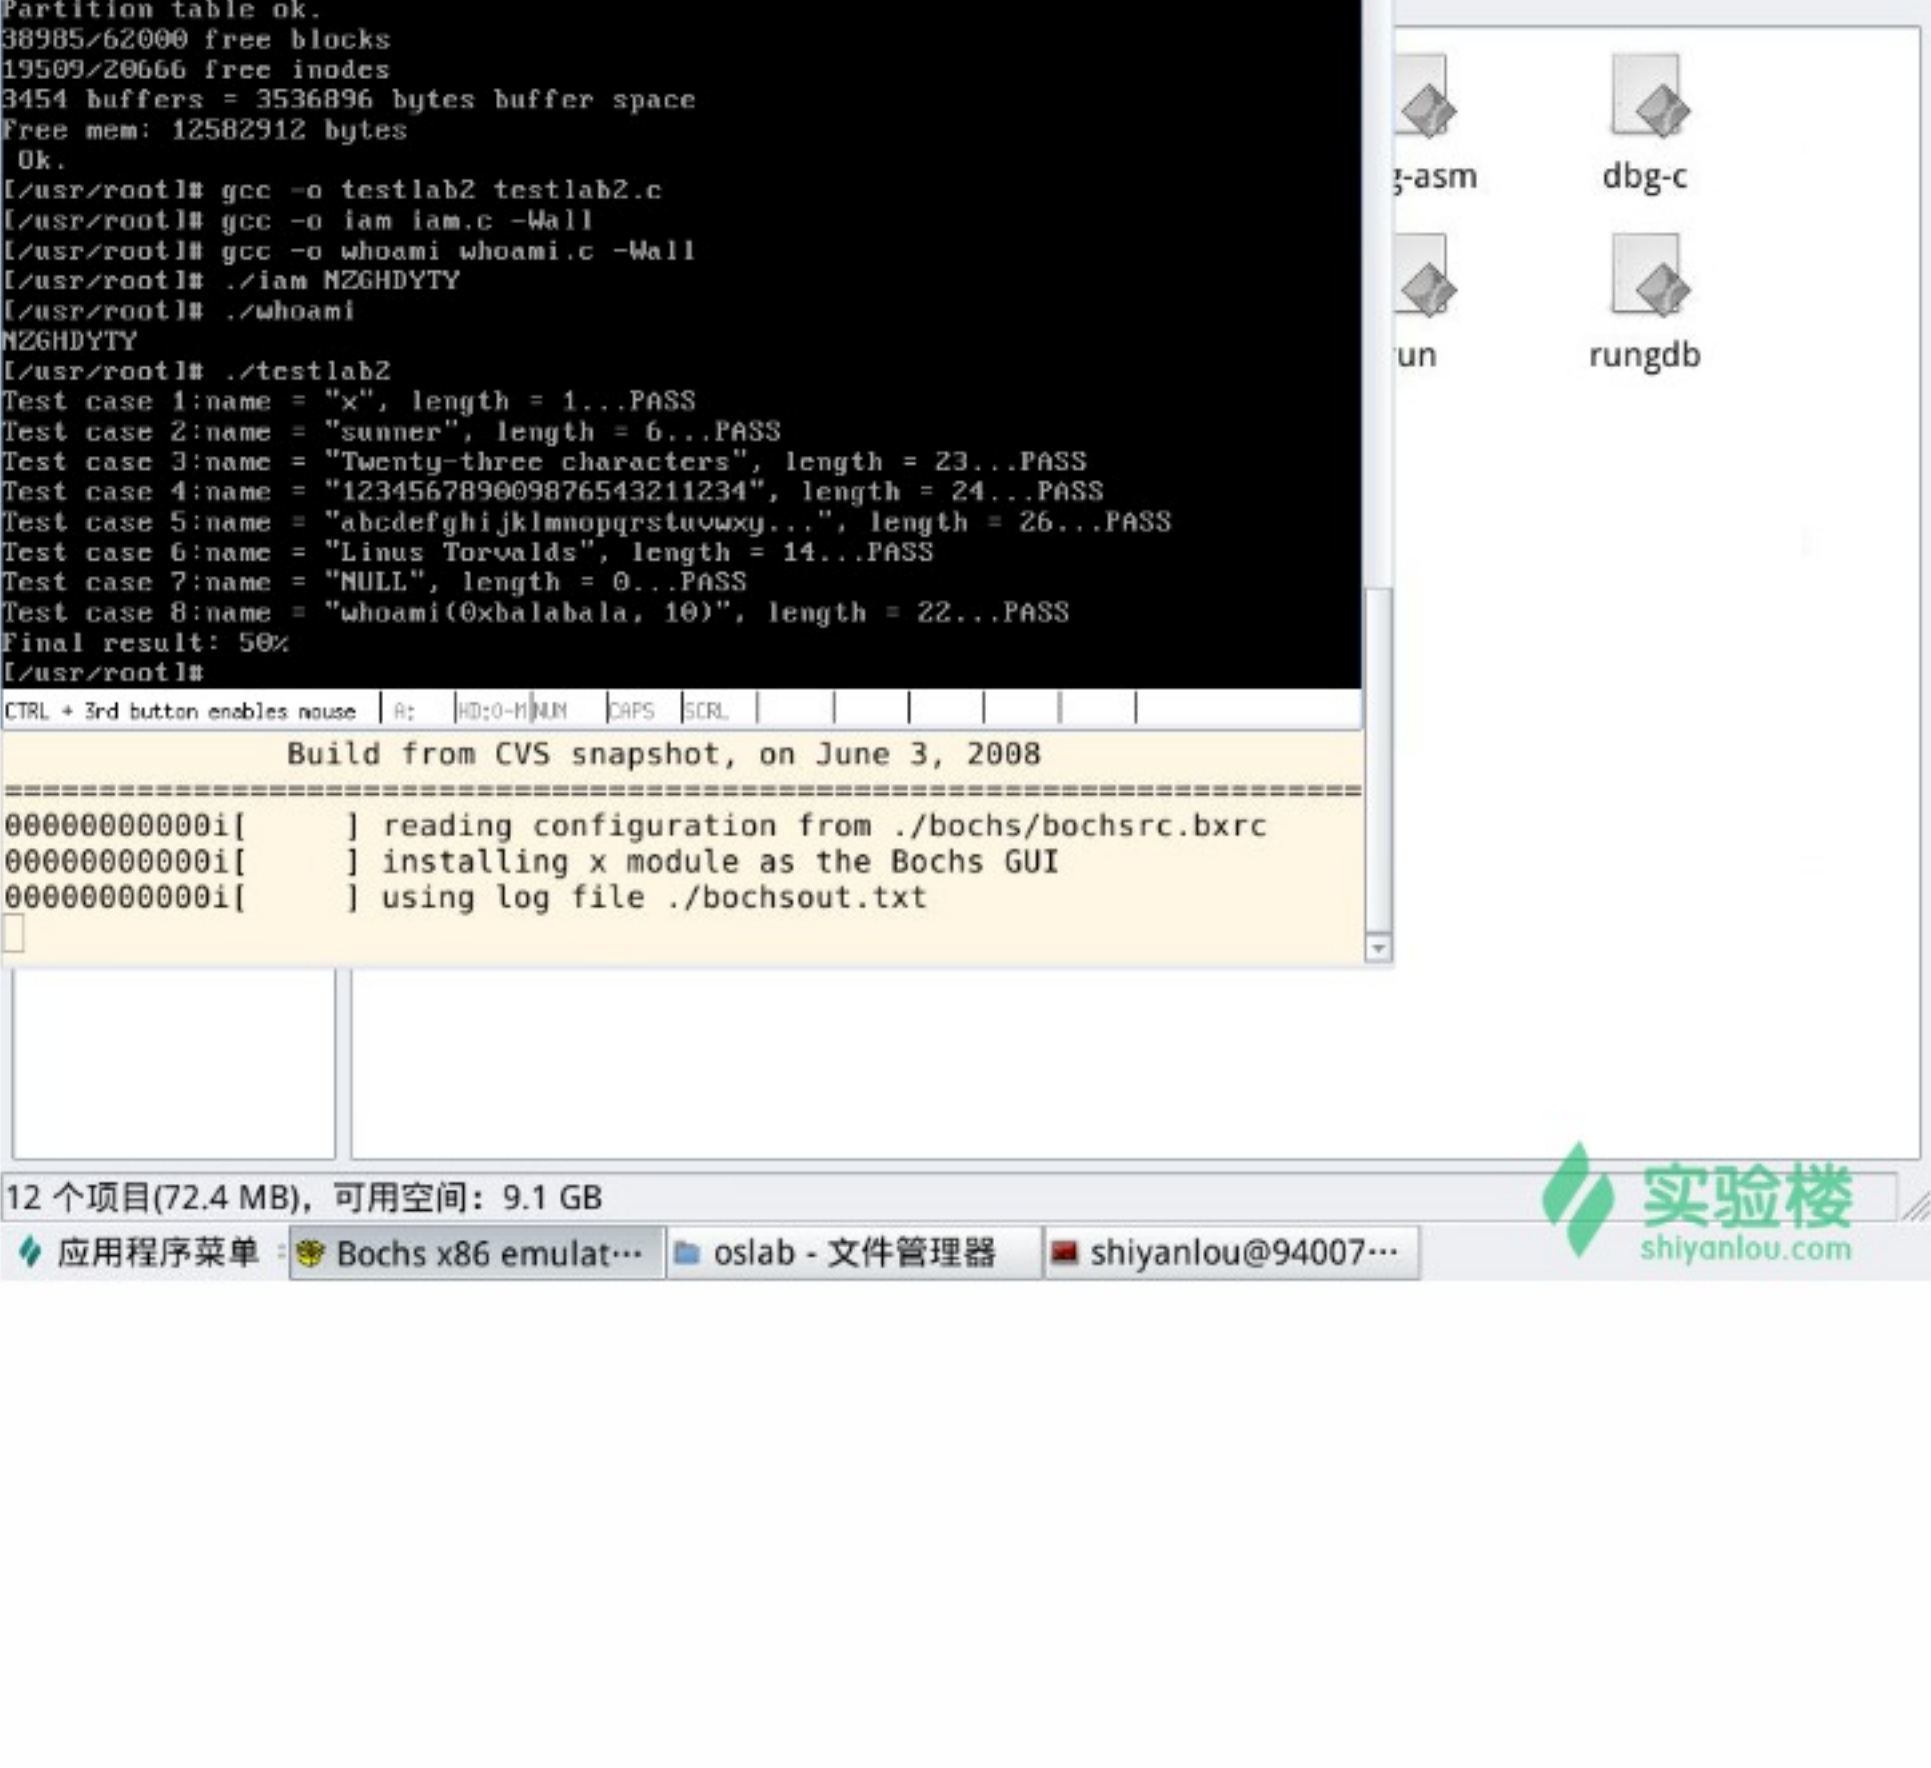 Partition table ok.
38985/62000 free blocks
19509/20666 free inodes
3454 buffers = 3536896 bytes buffer space
Free mem: 12582912 bytes
Ok.
[/usr/root]# gcc -o testlab2 testlab2.c
[/usr/root]# gcc -o iam iam.c -Wall
[/usr/root]# gcc -o whoami whoami.c -Wall
[/usr/root]# ./iam NZGHDYTY
[/usr/root]# ./whoami
NZGHDYTY
[/usr/root]# ./testlab2
Test case 1:name = "x", length = 1...PASS
Test case 2:name = "sunner", length = 6...PASS
Test case 3:name = "Twenty-three characters", length = 23...PASS
Test case 4:name = "123456789009876543211234", length = 24...PASS
Test case 5:name = "abcdefghijklmnopqrstuvwxy...", length = 26...PASS
Test case 6:name = "Linus Torvalds", length = 14...PASS
Test case 7:name = "NULL", length = 0...PASS
Test case 8:name = "whoami(0xbalabala, 10)", length = 22...PASS
Final result: 50%
[/usr/root]#
CTRL + 3rd button enables mouse A: HD:0-M NUM CAPS SCRL
Build from CVS snapshot, on June 3, 2008
========================================================================
00000000000i[      ] reading configuration from ./bochs/bochsrc.bxrc
00000000000i[      ] installing x module as the Bochs GUI
00000000000i[      ] using log file ./bochsout.txt
g-asm
dbg-c
run
rungdb
12 个项目(72.4 MB)，可用空间：9.1 GB
实验楼
shiyanlou.com
应用程序菜单
Bochs x86 emulat···
oslab - 文件管理器
shiyanlou@94007···